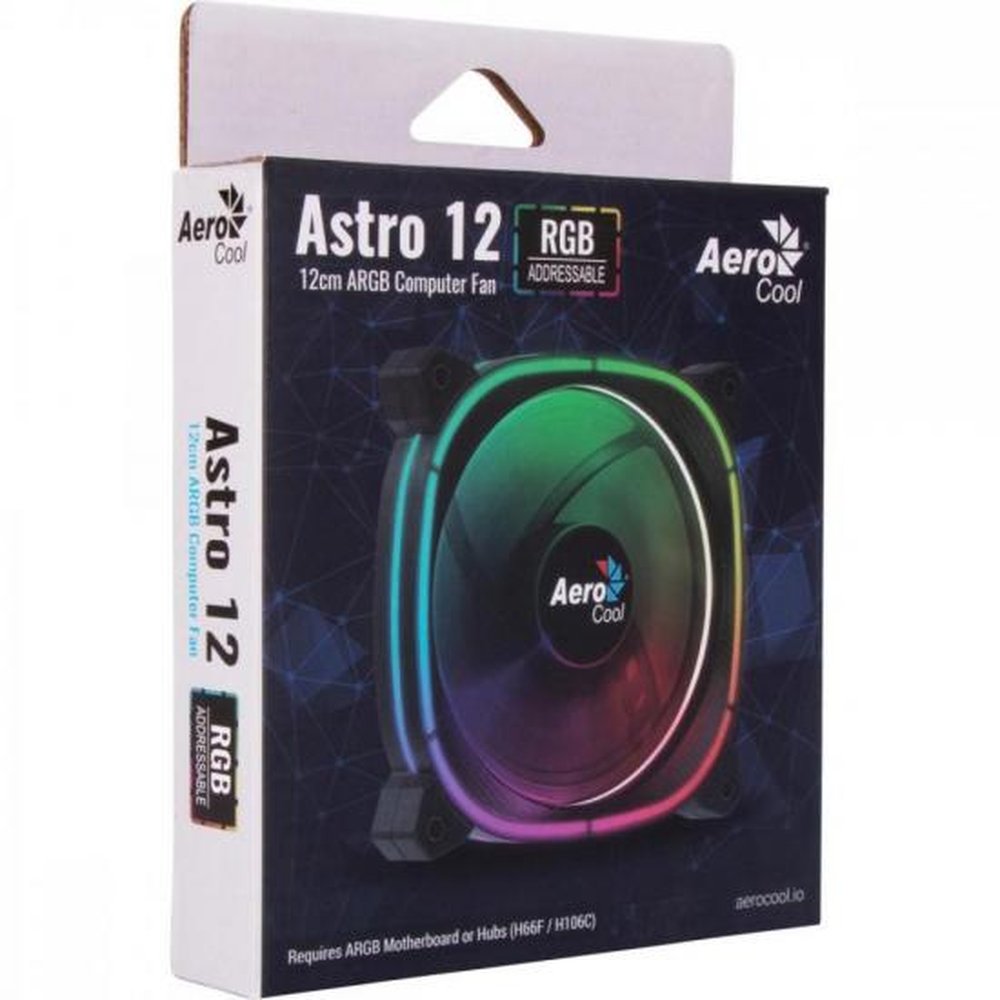 Aero
Cool
Astro 12
12cm ARGB Computer Fan
RGB
ADDRESSABLE
Astro 12
12cm ARGB Computer Fan
RGB
ADDRESSABLE
Aero
Cool
Aero
Cool
aerocool.io
Requires ARGB Motherboard or Hubs (H66F / H106C)